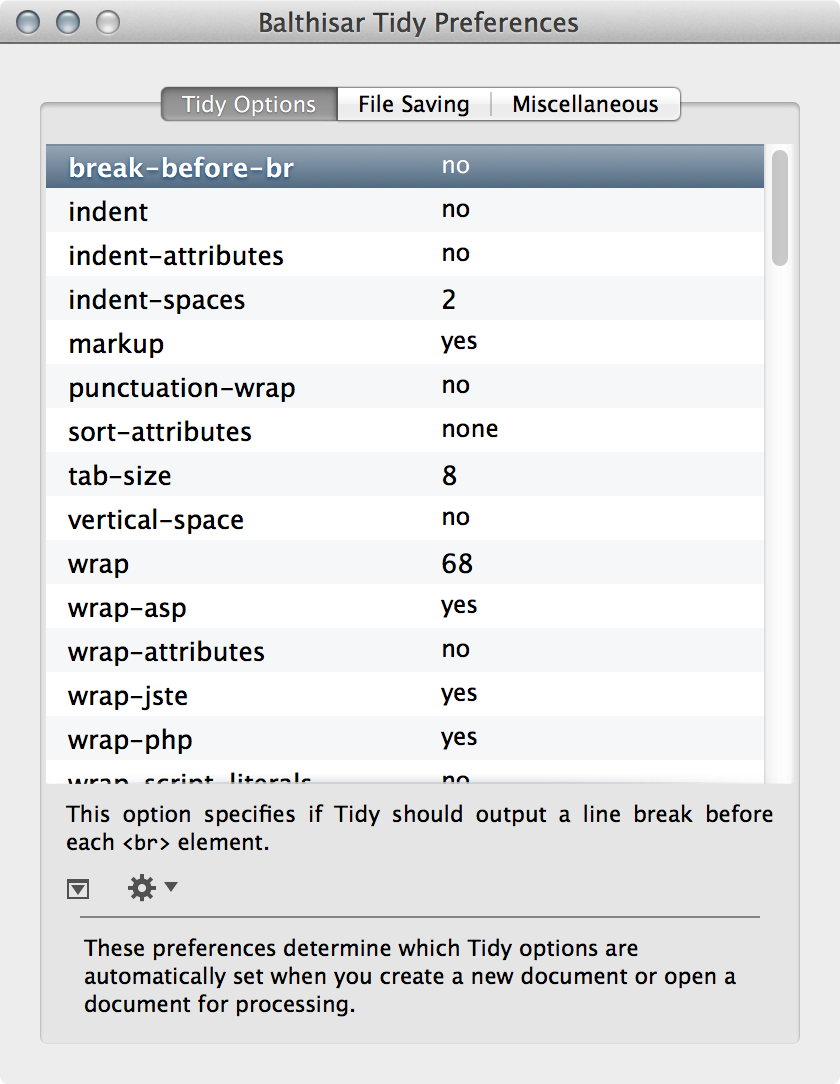 Balthisar Tidy Preferences
Tidy Options File Saving Miscellaneous
break-before-br no
indent no
indent-attributes no
indent-spaces 2
markup yes
punctuation-wrap no
sort-attributes none
tab-size 8
vertical-space no
wrap 68
wrap-asp yes
wrap-attributes no
wrap-jste yes
wrap-php yes
wrap-script-literals no
This option specifies if Tidy should output a line break before
each <br> element.
These preferences determine which Tidy options are
automatically set when you create a new document or open a
document for processing.